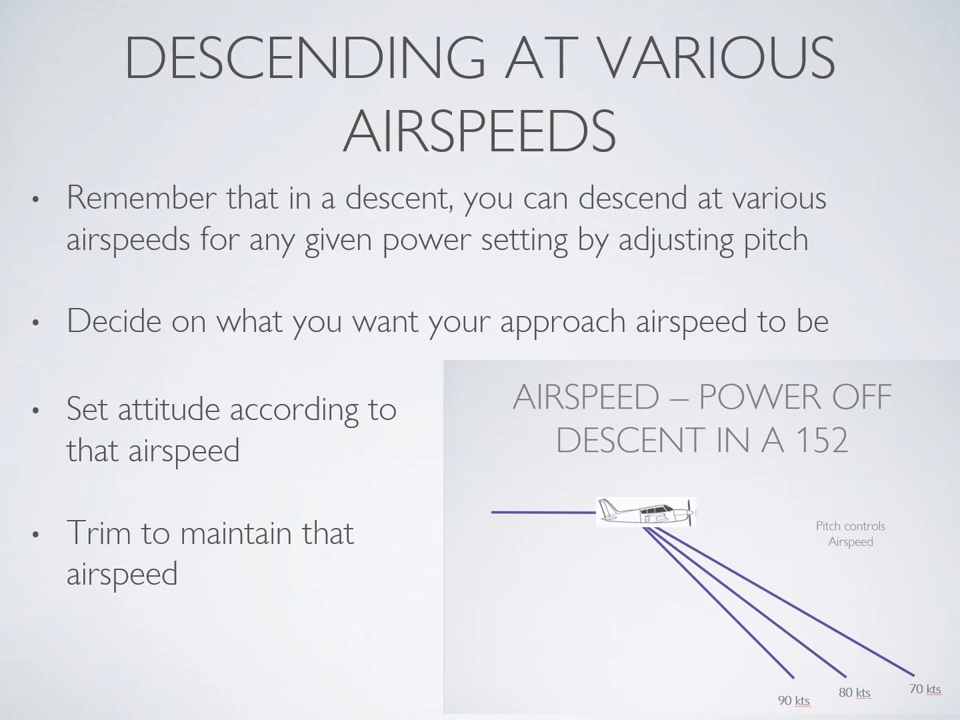 DESCENDING AT VARIOUS
AIRSPEEDS
• Remember that in a descent, you can descend at various
airspeeds for any given power setting by adjusting pitch
• Decide on what you want your approach airspeed to be
• Set attitude according to
that airspeed
• Trim to maintain that
airspeed
AIRSPEED – POWER OFF
DESCENT IN A 152
Pitch controls
Airspeed
90 kts
80 kts
70 kts